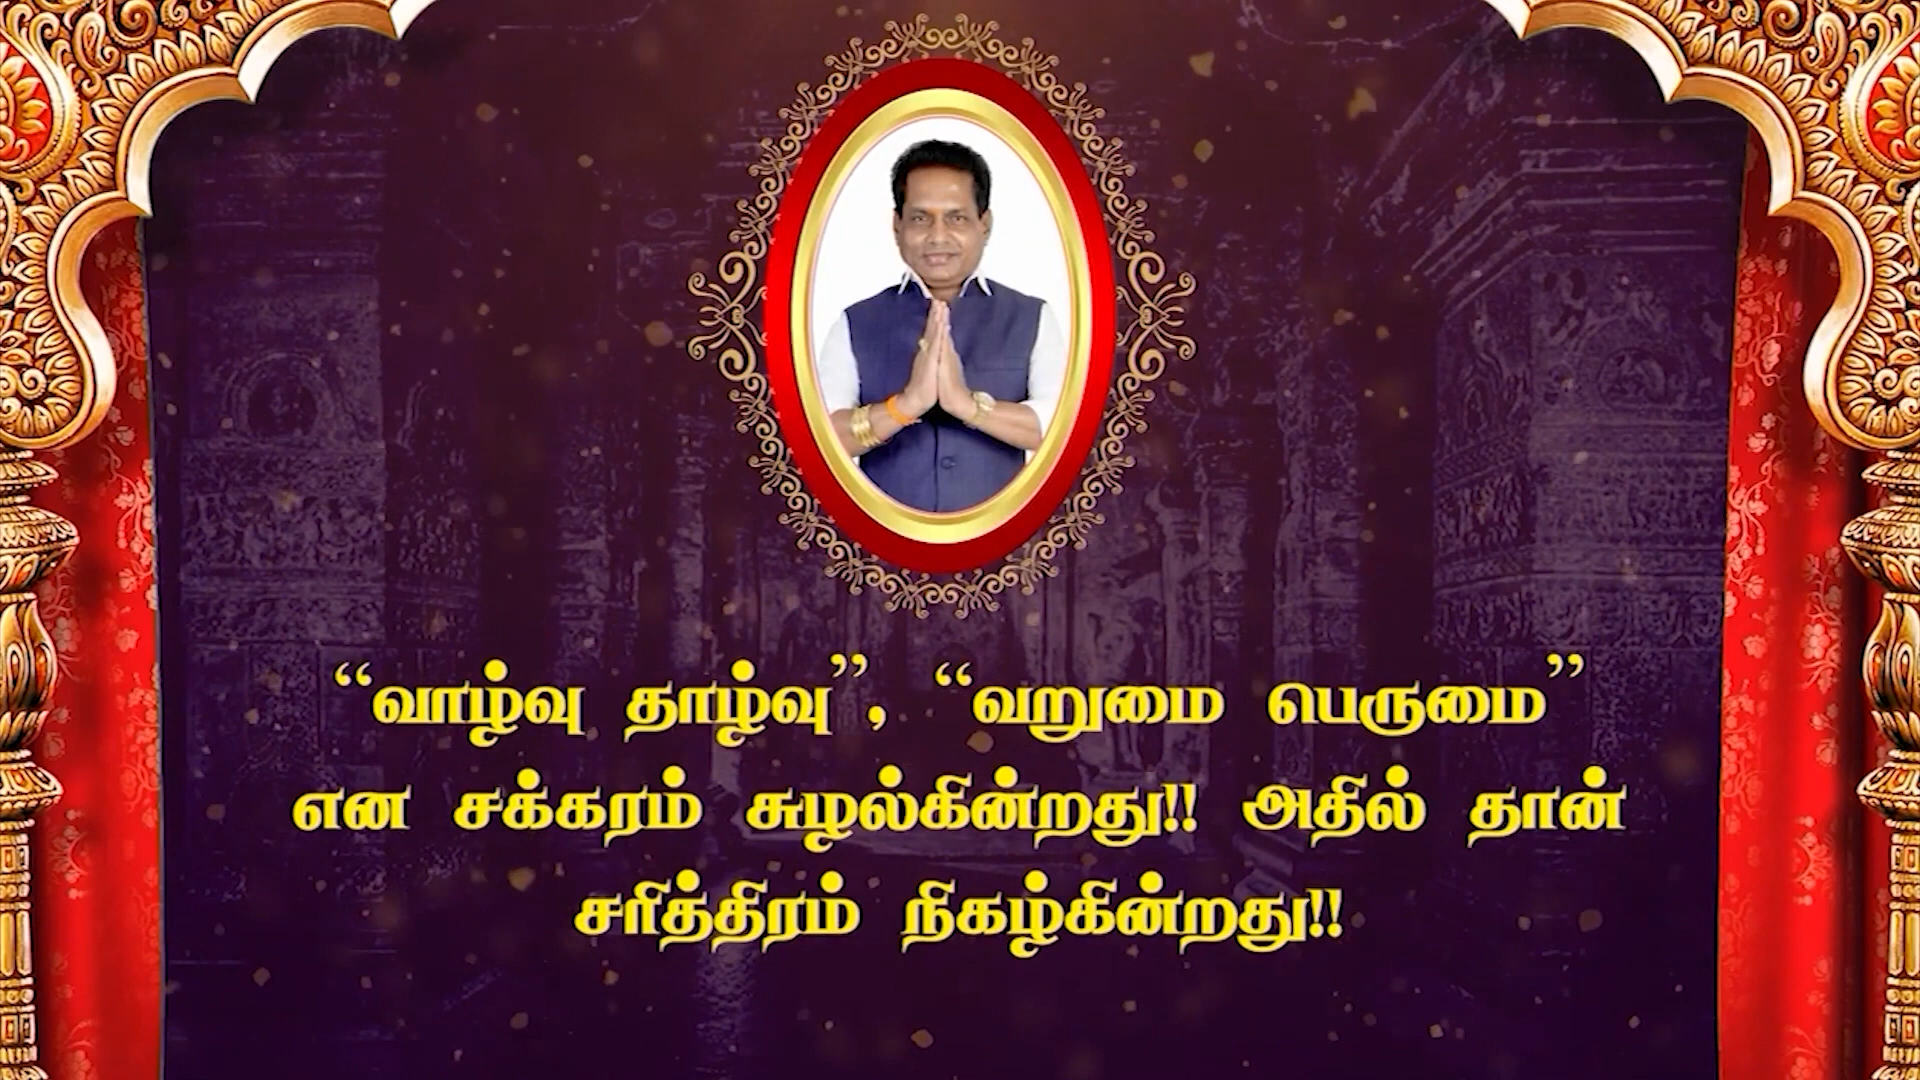 “வாழ்வு தாழ்வு”, “வறுமை பெருமை”
என சக்கரம் சுழல்கின்றது!! அதில் தான்
சரித்திரம் நிகழ்கின்றது!!